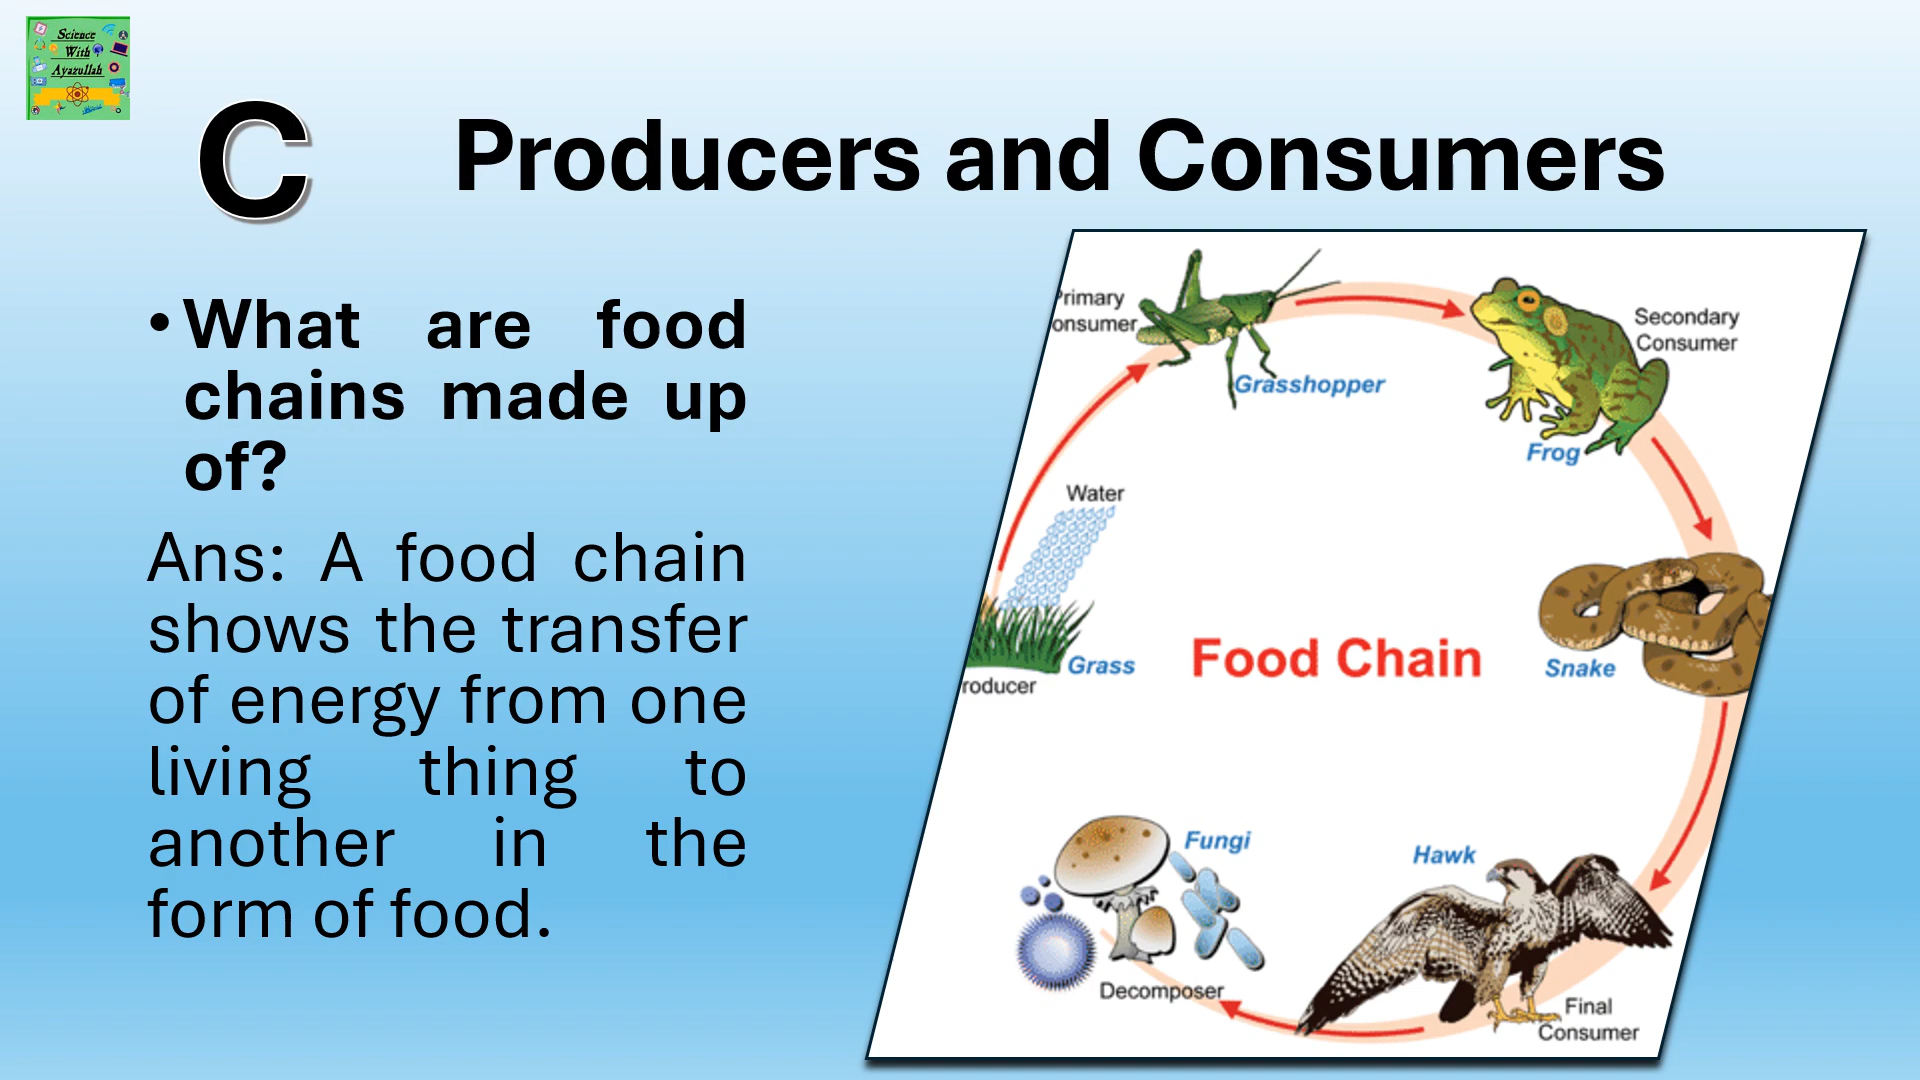 Science
With
Ayazullah
C Producers and Consumers
• What are food
chains made up
of?
Ans: A food chain
shows the transfer
of energy from one
living thing to
another in the
form of food.
Primary
onsumer
Grasshopper
Secondary
Consumer
Frog
Water
Grass
roducer
Food Chain
Snake
Fungi
Decomposer
Hawk
Final
Consumer